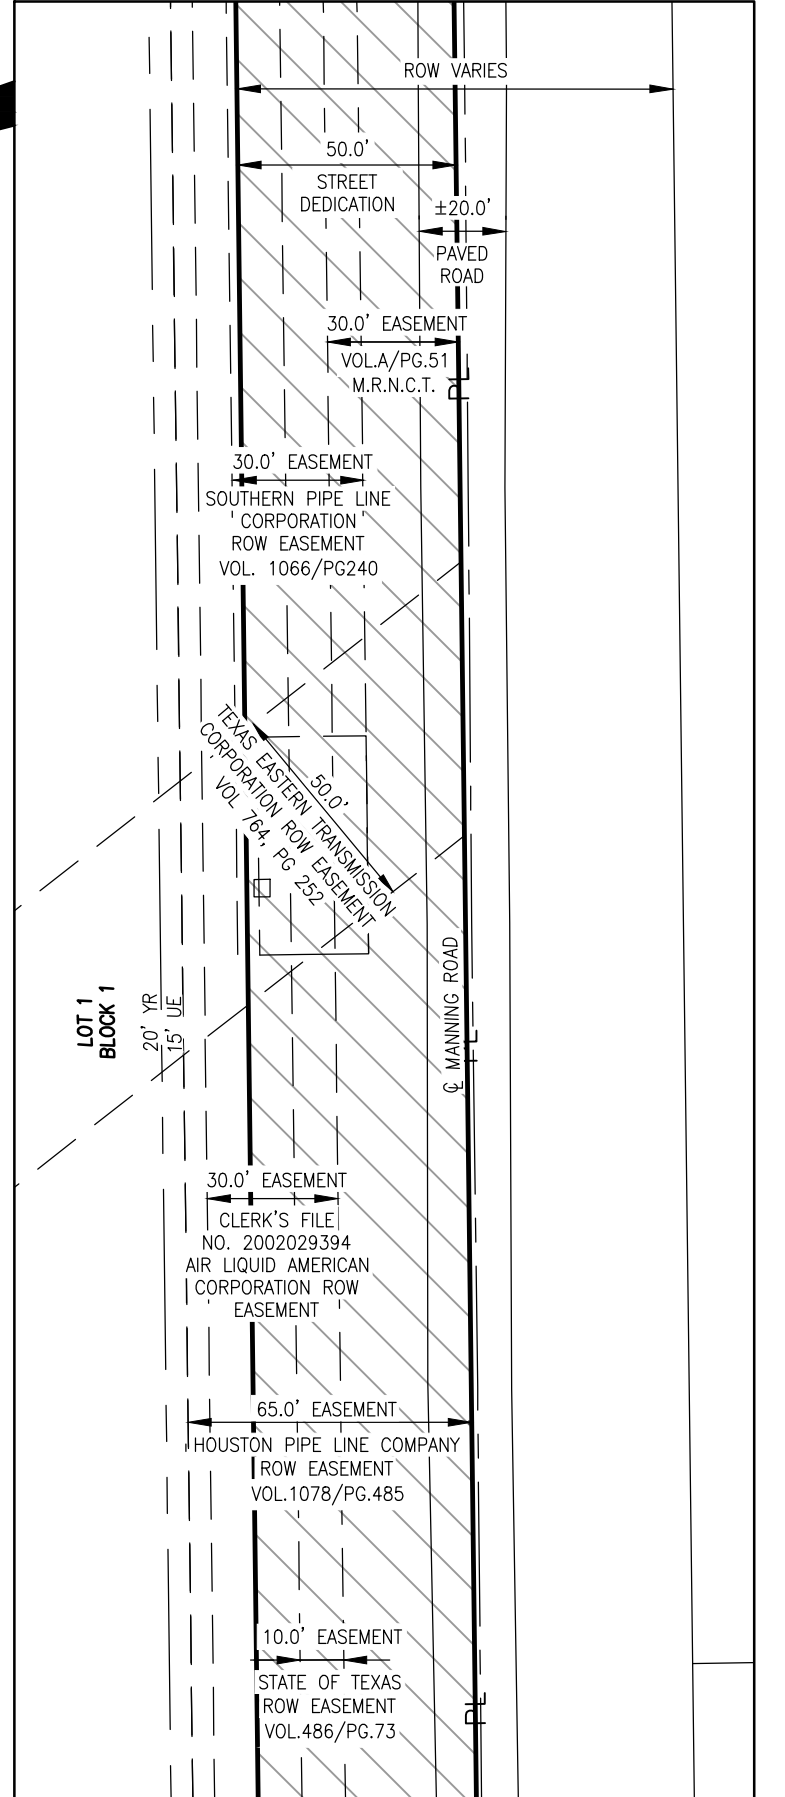 ROW VARIES
50.0'
STREET
DEDICATION
±20.0'
PAVED
ROAD
30.0' EASEMENT
VOL.A/PG.51
M.R.N.C.T.
PL
30.0' EASEMENT
SOUTHERN PIPE LINE
CORPORATION
ROW EASEMENT
VOL. 1066/PG240
50.0'
TEXAS EASTERN TRANSMISSION
CORPORATION ROW EASEMENT
VOL 764, PG 252
LOT 1
BLOCK 1
20' YR
15' UE
℄ MANNING ROAD
PL
30.0' EASEMENT
CLERK'S FILE
NO. 2002029394
AIR LIQUID AMERICAN
CORPORATION ROW
EASEMENT
65.0' EASEMENT
HOUSTON PIPE LINE COMPANY
ROW EASEMENT
VOL.1078/PG.485
10.0' EASEMENT
STATE OF TEXAS
ROW EASEMENT
VOL.486/PG.73
PL